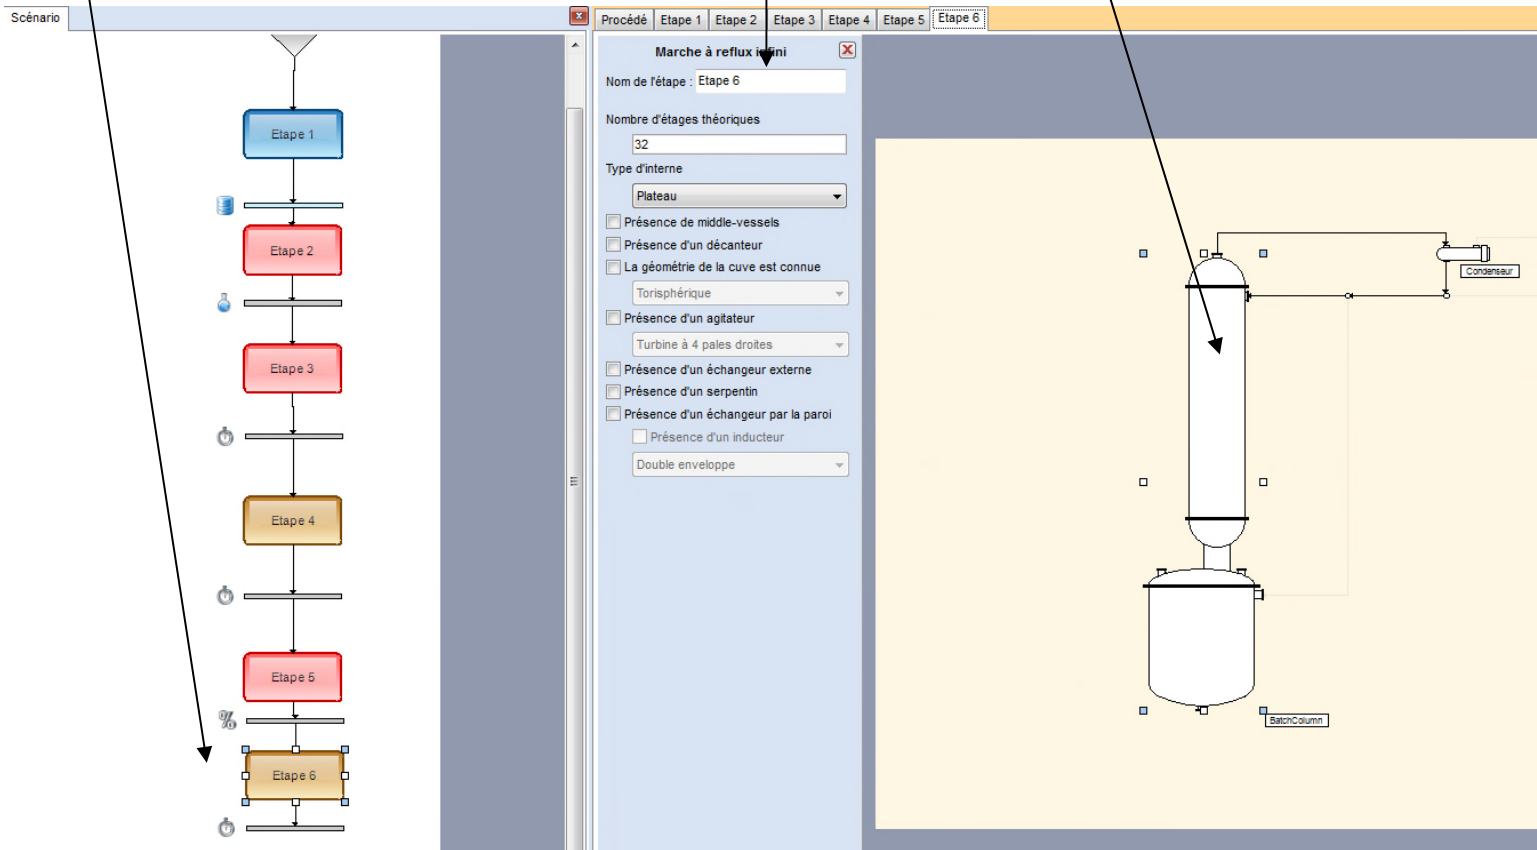 Scénario
Etape 1
Etape 2
Etape 3
Etape 4
Etape 5
%
Etape 6
Procédé Etape 1 Etape 2 Etape 3 Etape 4 Etape 5 Etape 6
Marche à reflux infini
Nom de l'étape : Etape 6
Nombre d'étages théoriques
32
Type d'interne
Plateau
Présence de middle-vessels
Présence d'un décanteur
La géométrie de la cuve est connue
Torisphérique
Présence d'un agitateur
Turbine à 4 pales droites
Présence d'un échangeur externe
Présence d'un serpentin
Présence d'un échangeur par la paroi
Présence d'un inducteur
Double enveloppe
Condenseur
BatchColumn